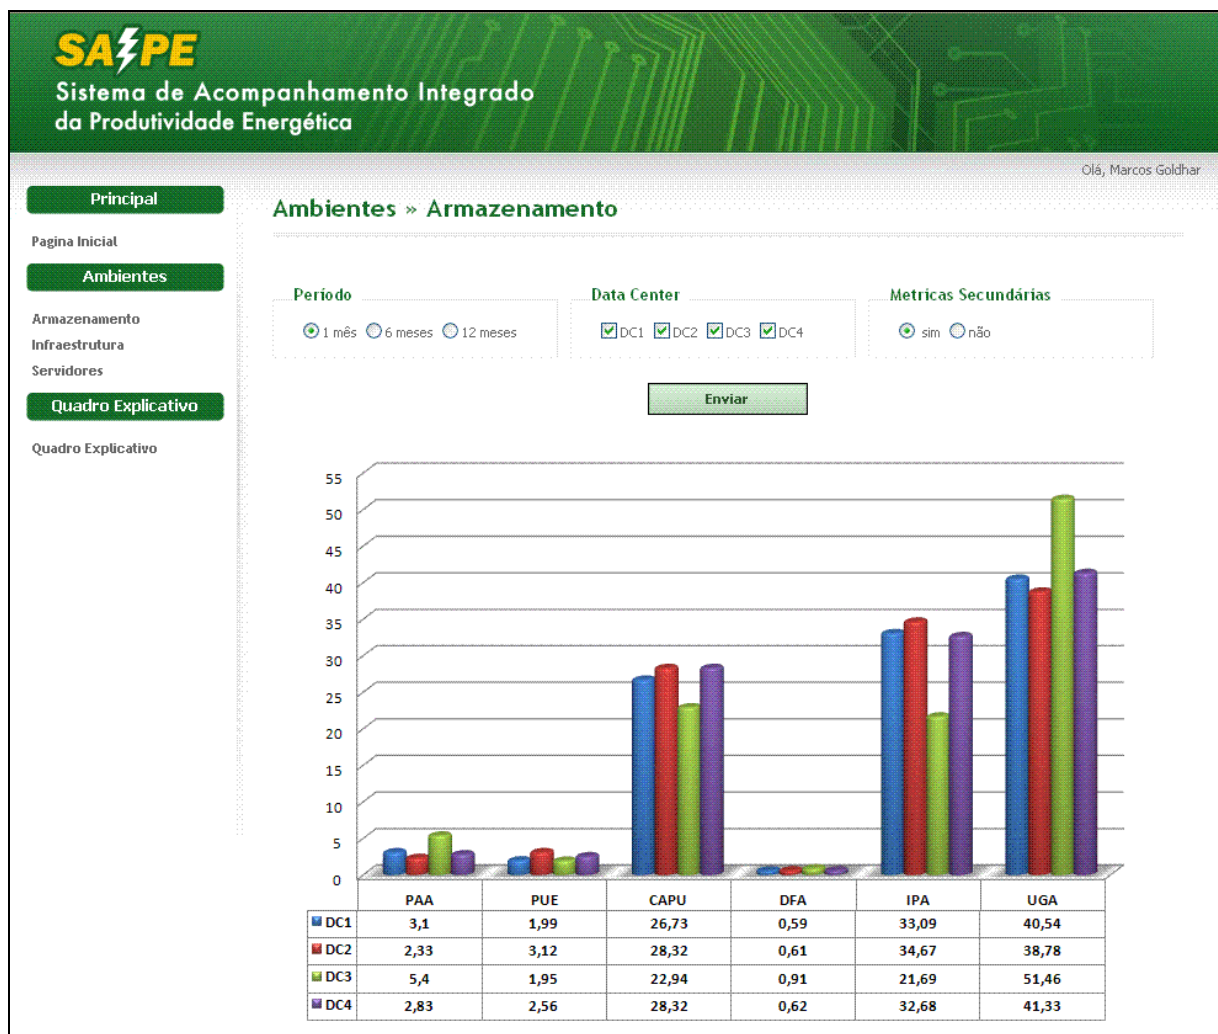 SAIPE
Sistema de Acompanhamento Integrado
da Produtividade Energética
Olá, Marcos Goldhar
Principal
Pagina Inicial
Ambientes
Armazenamento
Infraestrutura
Servidores
Quadro Explicativo
Quadro Explicativo
Ambientes » Armazenamento
Período
1 mês 6 meses 12 meses
Data Center
DC1 DC2 DC3 DC4
Metricas Secundárias
sim não
Enviar
55
50
45
40
35
30
25
20
15
10
5
0
PAA PUE CAPU DFA IPA UGA
DC1 3,1 1,99 26,73 0,59 33,09 40,54
DC2 2,33 3,12 28,32 0,61 34,67 38,78
DC3 5,4 1,95 22,94 0,91 21,69 51,46
DC4 2,83 2,56 28,32 0,62 32,68 41,33